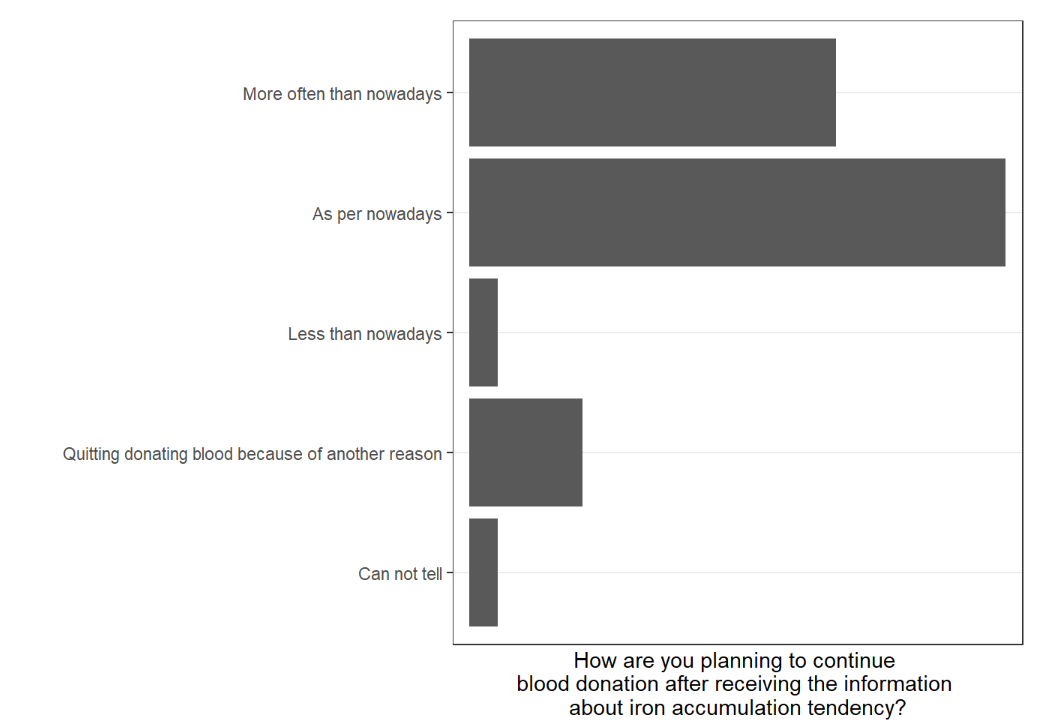 More often than nowadays
As per nowadays
Less than nowadays
Quitting donating blood because of another reason
Can not tell
How are you planning to continue
blood donation after receiving the information
about iron accumulation tendency?